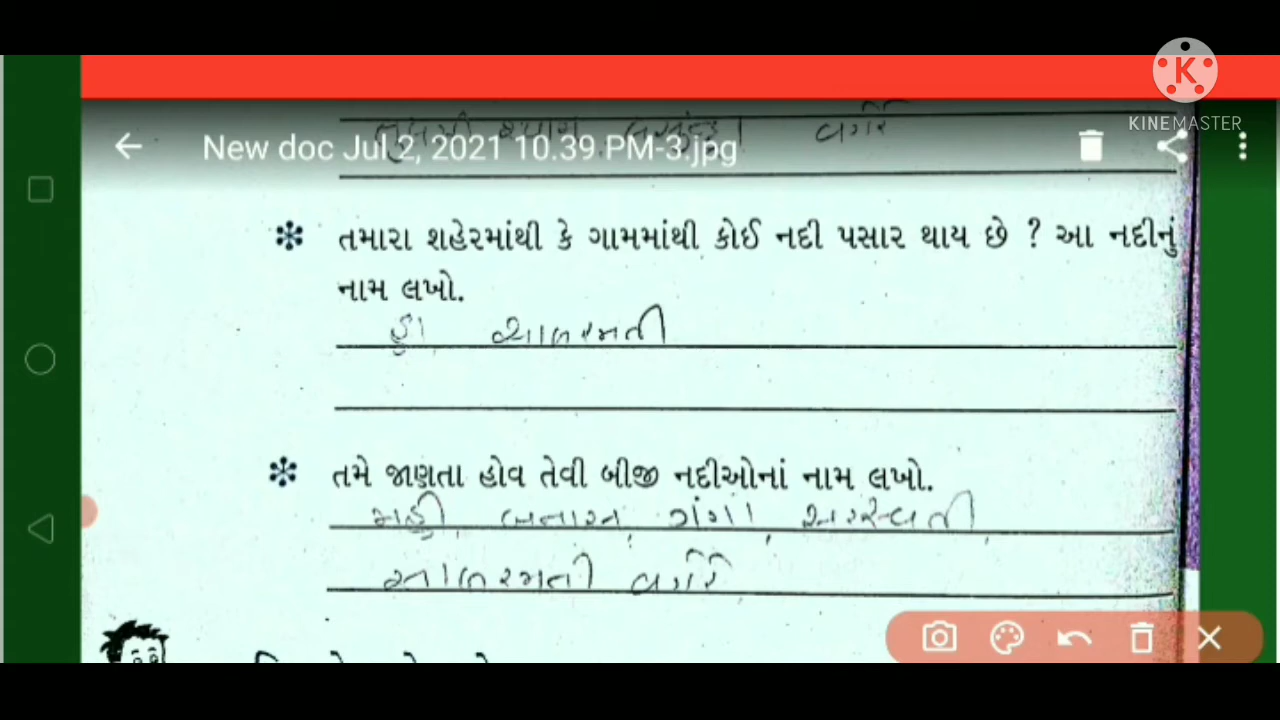 KINEMASTER
New doc Jul 2, 2021 10.39 PM-3.jpg
વગેરે
* તમારા શહેરમાંથી કે ગામમાંથી કોઈ નદી પસાર થાય છે ? આ નદીનું
નામ લખો.
હા સાબરમતી
* તમે જાણતા હોવ તેવી બીજી નદીઓનાં નામ લખો.
મહી, બનાસ, ગંગા, સરસ્વતી,
સાબરમતી વગેરે